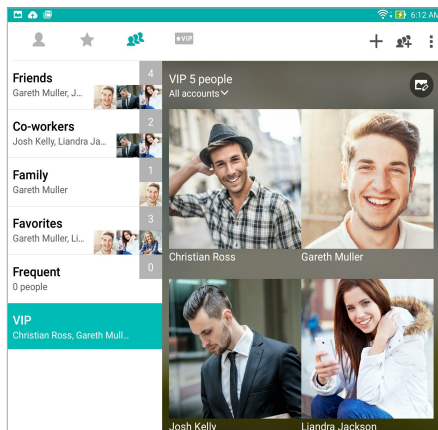 6:12 AM
VIP
Friends
4
Gareth Muller, J...
Co-workers
2
Josh Kelly, Liandra Ja...
Family
1
Gareth Muller
Favorites
3
Gareth Muller, Li...
Frequent
0
0 people
VIP
Christian Ross, Gareth Mull...
VIP 5 people
All accounts
Christian Ross
Gareth Muller
Josh Kelly
Liandra Jackson